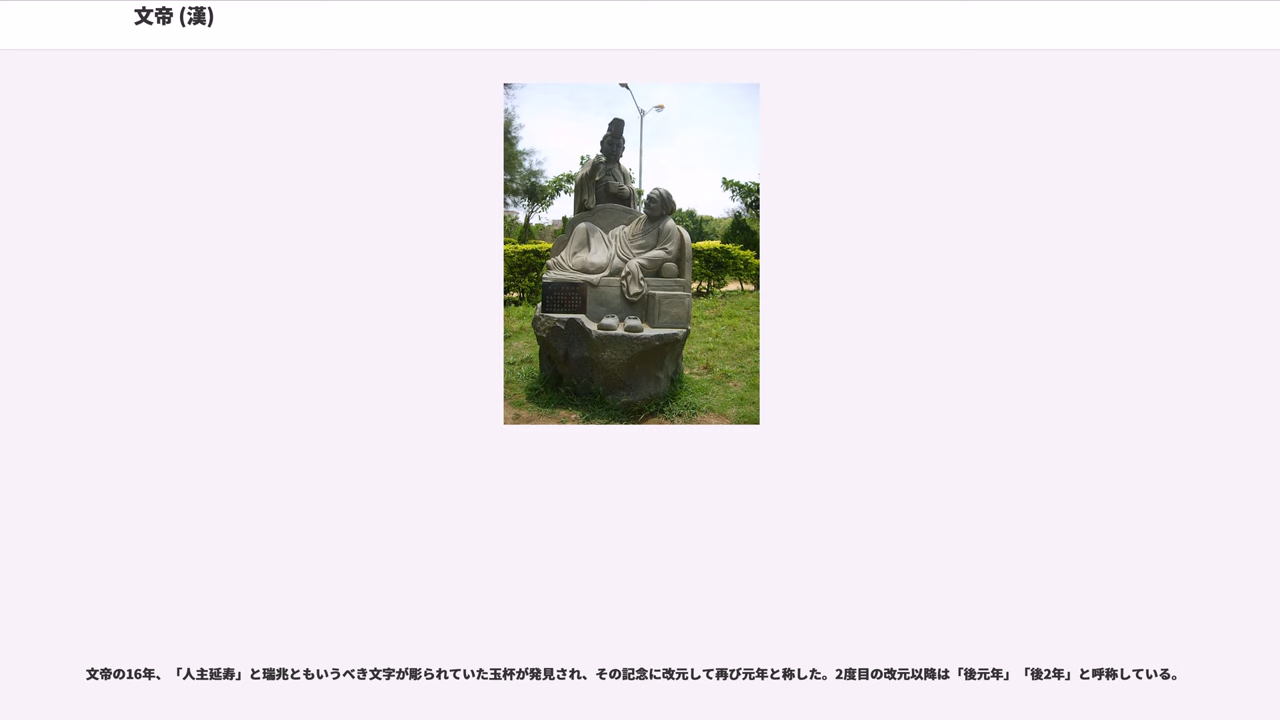 文帝 (漢)
文帝の16年、「人主延寿」と瑞兆ともいうべき文字が彫られていた玉杯が発見され、その記念に改元して再び元年と称した。2度目の改元以降は「後元年」「後2年」と呼称している。